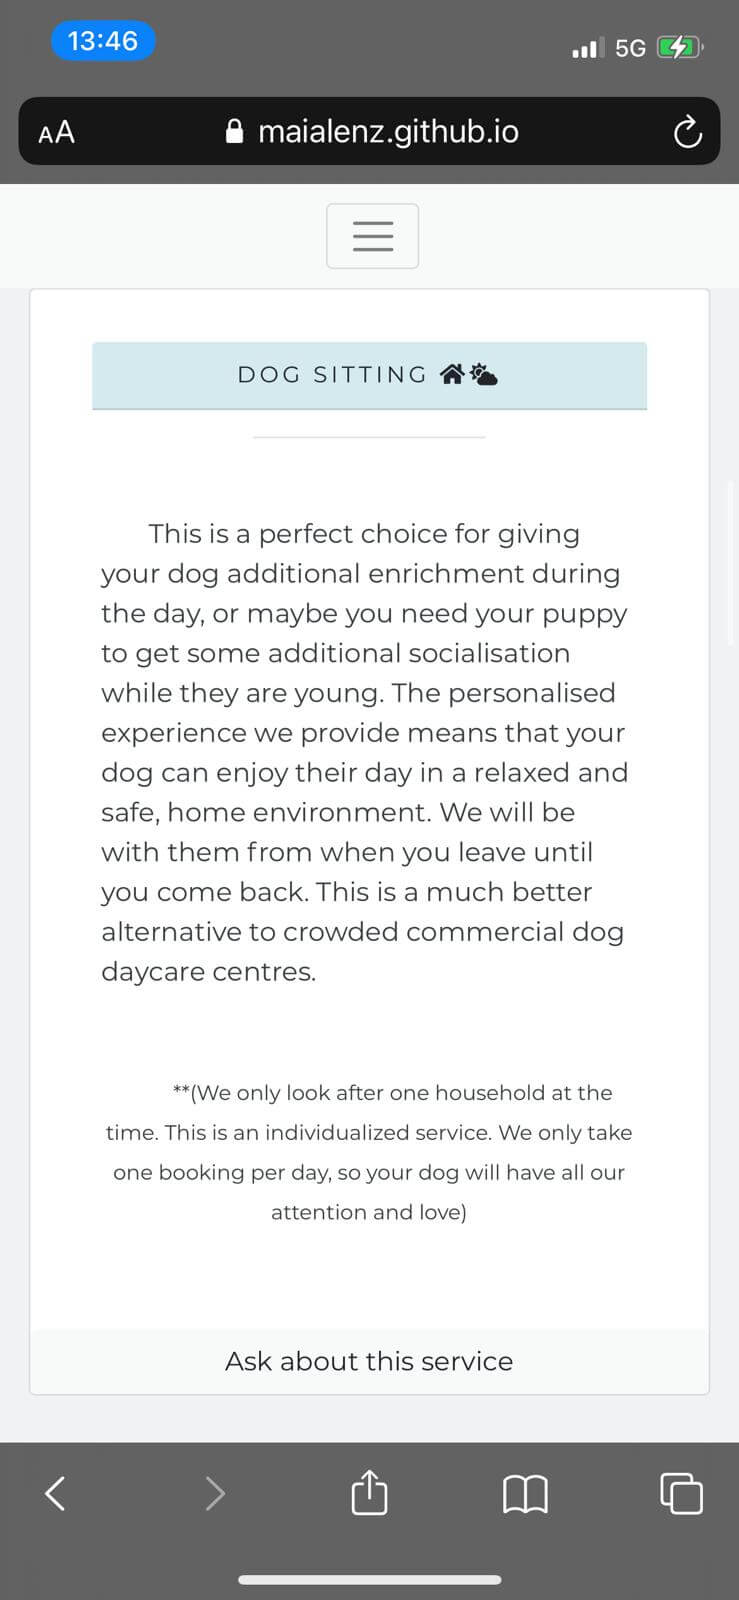 13:46
5G
AA
maialenz.github.io
DOG SITTING
This is a perfect choice for giving
your dog additional enrichment during
the day, or maybe you need your puppy
to get some additional socialisation
while they are young. The personalised
experience we provide means that your
dog can enjoy their day in a relaxed and
safe, home environment. We will be
with them from when you leave until
you come back. This is a much better
alternative to crowded commercial dog
daycare centres.
**(We only look after one household at the
time. This is an individualized service. We only take
one booking per day, so your dog will have all our
attention and love)
Ask about this service